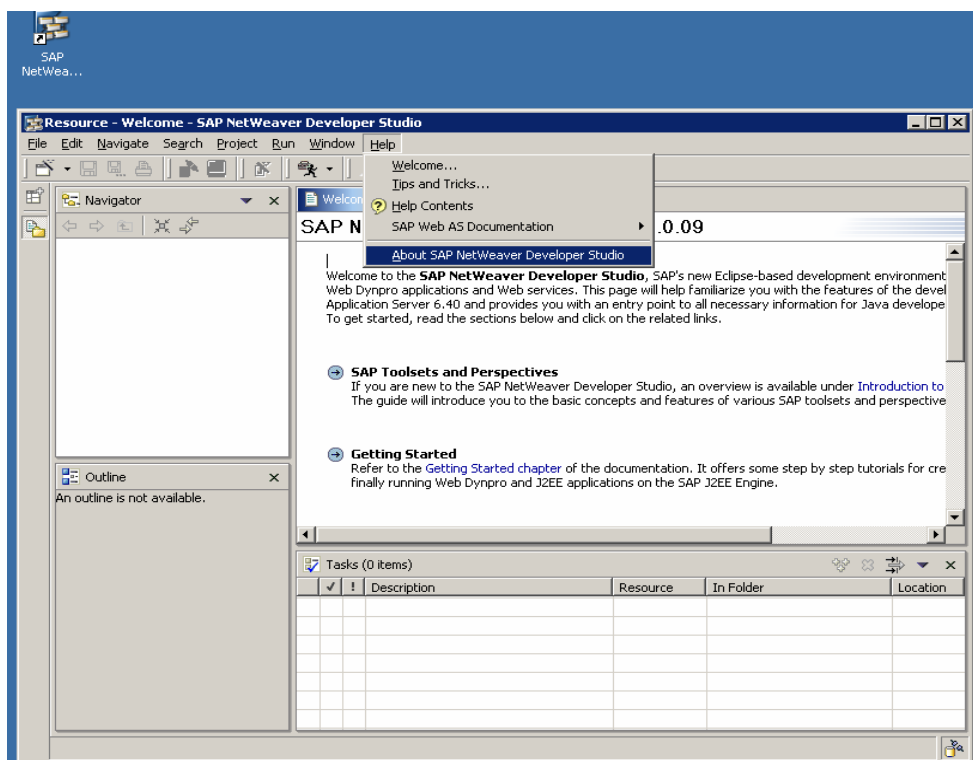 SAP
NetWea...
Resource - Welcome - SAP NetWeaver Developer Studio
File Edit Navigate Search Project Run Window Help
Welcome...
Tips and Tricks...
Help Contents
SAP Web AS Documentation
About SAP NetWeaver Developer Studio
Navigator
Welcon
SAP N
.0.09
Welcome to the SAP NetWeaver Developer Studio, SAP's new Eclipse-based development environment
Web Dynpro applications and Web services. This page will help familiarize you with the features of the devel
Application Server 6.40 and provides you with an entry point to all necessary information for Java develope
To get started, read the sections below and click on the related links.
SAP Toolsets and Perspectives
If you are new to the SAP NetWeaver Developer Studio, an overview is available under Introduction to
The guide will introduce you to the basic concepts and features of various SAP toolsets and perspective
Getting Started
Refer to the Getting Started chapter of the documentation. It offers some step by step tutorials for cre
finally running Web Dynpro and J2EE applications on the SAP J2EE Engine.
Outline
An outline is not available.
Tasks (0 items)
! Description Resource In Folder Location